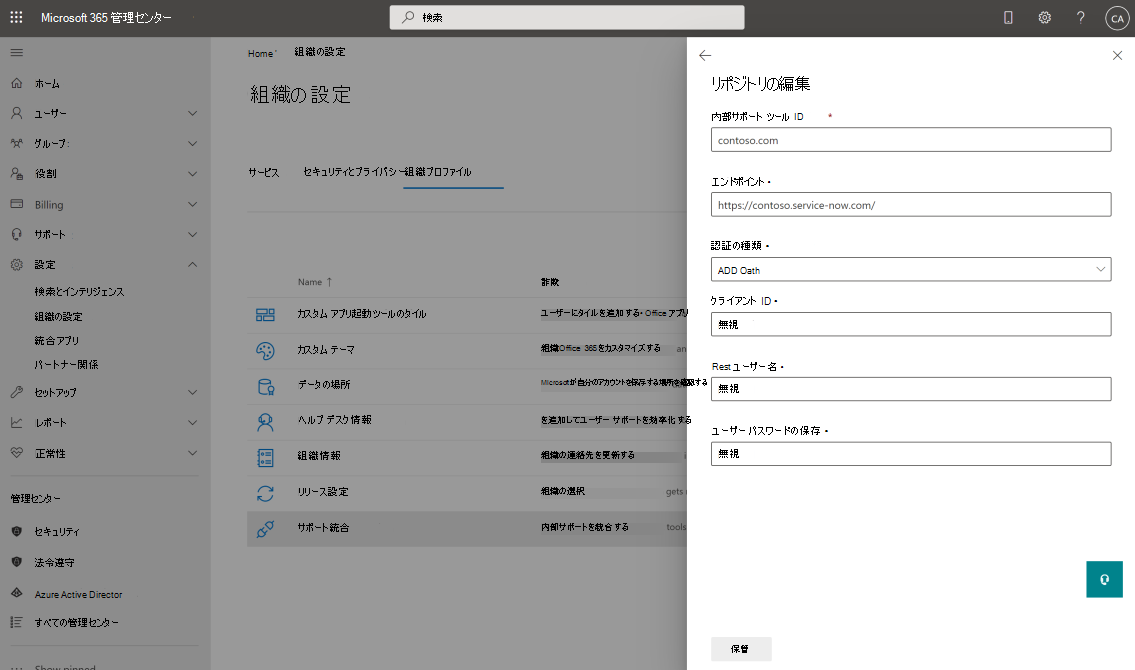 Microsoft 365 管理センター
検索
CA
Home
組織の設定
組織の設定
サービス
セキュリティとプライバシー
組織プロファイル
ホーム
ユーザー
グループ:
役割
Billing
サポート
設定
検索とインテリジェンス
組織の設定
統合アプリ
パートナー関係
セットアップ
レポート
正常性
管理センター
セキュリティ
法令遵守
Azure Active Director
すべての管理センター
Show pinned
Name ↑
詐欺
カスタム アプリ起動ツールのタイル
ユーザーにタイルを追加する• Office アプリ
カスタム テーマ
組織Office 365をカスタマイズする an
データの場所
Microsoftが自分のアカウントを保存する場所を確認する
ヘルプ デスク情報
を追加してユーザー サポートを効率化 する
組織情報
組織の連絡先を更新する
リリース設定
組織の選択 gets
サポート統合
内部サポートを統合する tools
リポジトリの編集
内部サポート ツール ID *
contoso.com
エンドポイント •
https://contoso.service-now.com/
認証の種類 •
ADD Oath
クライアント ID •
無視
Rest ユーザー名 •
無視
ユーザー パスワードの保存 •
無視
保管